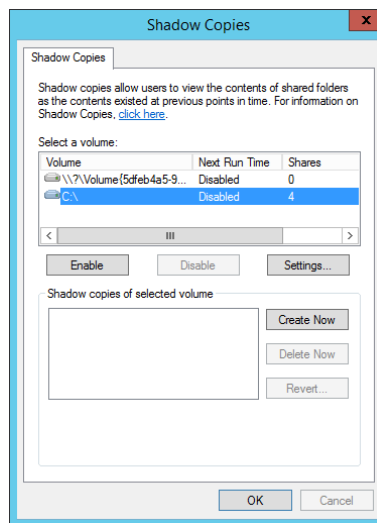 Shadow Copies
x
Shadow Copies
Shadow copies allow users to view the contents of shared folders
as the contents existed at previous points in time. For information on
Shadow Copies, click here.
Select a volume:
Volume Next Run Time Shares
\\?\Volume{5dfeb4a5-9... Disabled 0
C:\ Disabled 4
Enable Disable Settings...
Shadow copies of selected volume
Create Now
Delete Now
Revert...
OK Cancel